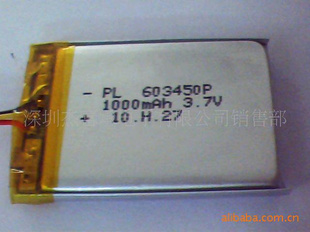 - PL 603450P
1000mAh 3.7V
+ 10.H.27
深圳 限公司销售部
alibaba.com.cn